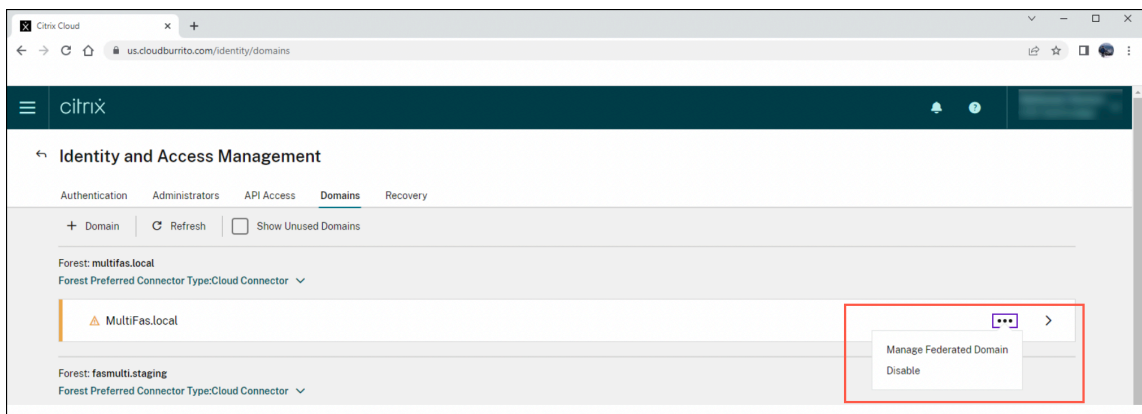 Citrix Cloud
us.cloudburrito.com/identity/domains
citrix
Identity and Access Management
Authentication Administrators API Access Domains Recovery
+ Domain Refresh Show Unused Domains
Forest: multifas.local
Forest Preferred Connector Type:Cloud Connector
MultiFas.local
Manage Federated Domain
Disable
Forest: fasmulti.staging
Forest Preferred Connector Type:Cloud Connector